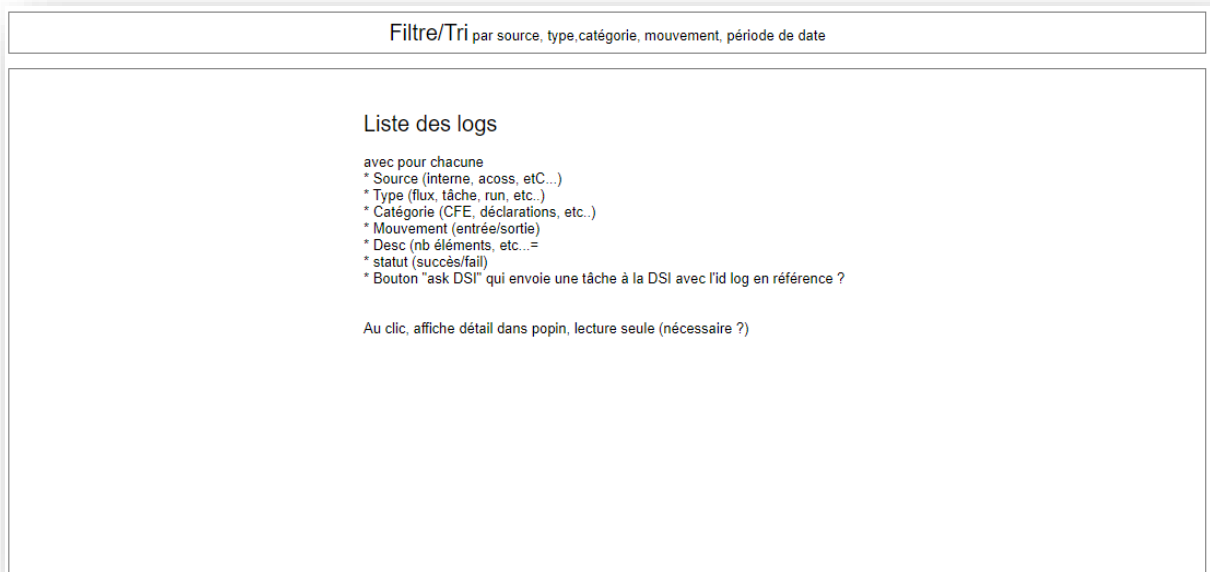 Filtre/Tri par source, type,catégorie, mouvement, période de date
Liste des logs
avec pour chacune
* Source (interne, acoss, etC...)
* Type (flux, tâche, run, etc..)
* Catégorie (CFE, déclarations, etc..)
* Mouvement (entrée/sortie)
* Desc (nb éléments, etc...=
* statut (succès/fail)
* Bouton "ask DSI" qui envoie une tâche à la DSI avec l'id log en référence ?
Au clic, affiche détail dans popin, lecture seule (nécessaire ?)